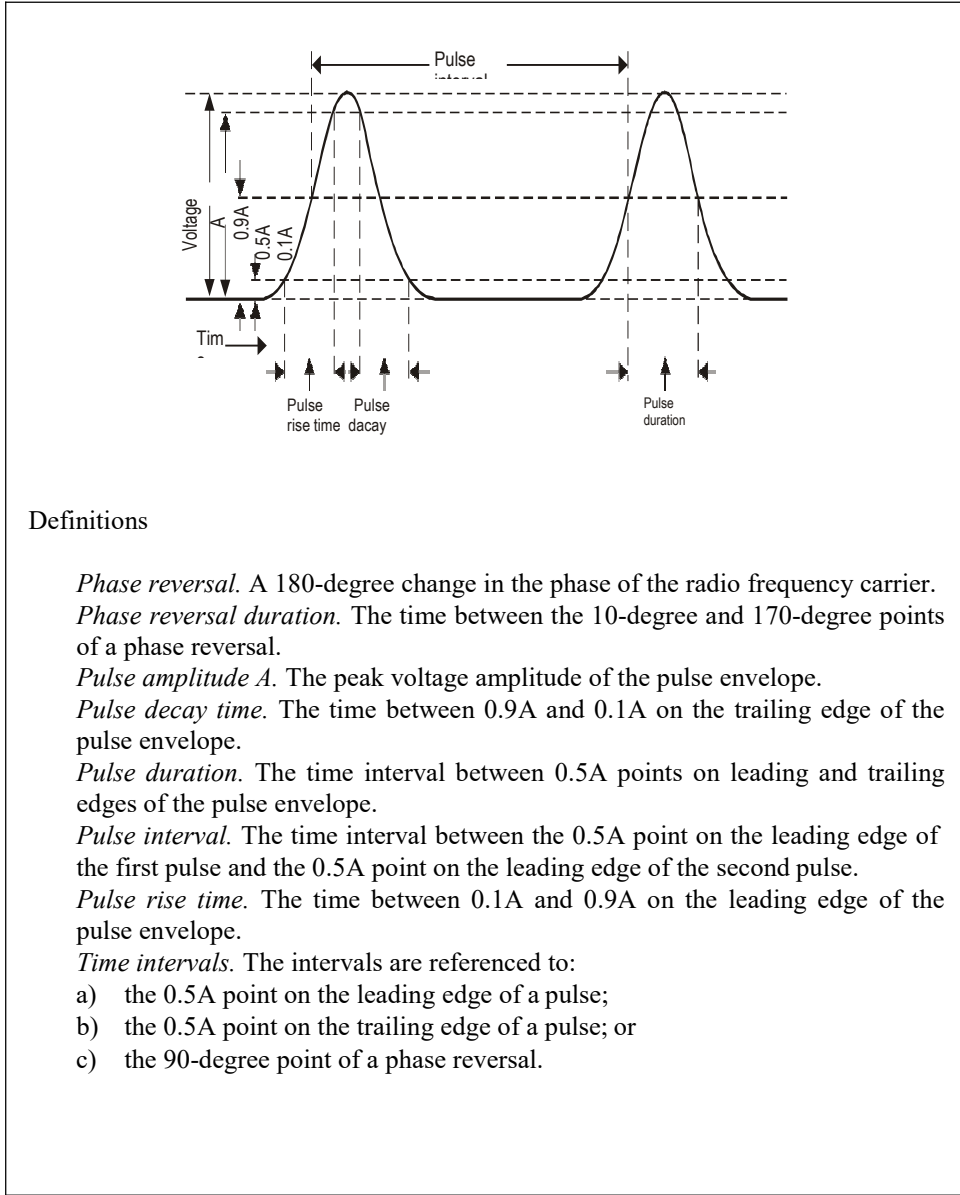 Pulse
Voltage
A
0.9A
0.5A
0.1A
Tim
Pulse
rise time
Pulse
dacay
Pulse
duration
Definitions
Phase reversal. A 180-degree change in the phase of the radio frequency carrier.
Phase reversal duration. The time between the 10-degree and 170-degree points
of a phase reversal.
Pulse amplitude A. The peak voltage amplitude of the pulse envelope.
Pulse decay time. The time between 0.9A and 0.1A on the trailing edge of the
pulse envelope.
Pulse duration. The time interval between 0.5A points on leading and trailing
edges of the pulse envelope.
Pulse interval. The time interval between the 0.5A point on the leading edge of
the first pulse and the 0.5A point on the leading edge of the second pulse.
Pulse rise time. The time between 0.1A and 0.9A on the leading edge of the
pulse envelope.
Time intervals. The intervals are referenced to:
a) the 0.5A point on the leading edge of a pulse;
b) the 0.5A point on the trailing edge of a pulse; or
c) the 90-degree point of a phase reversal.